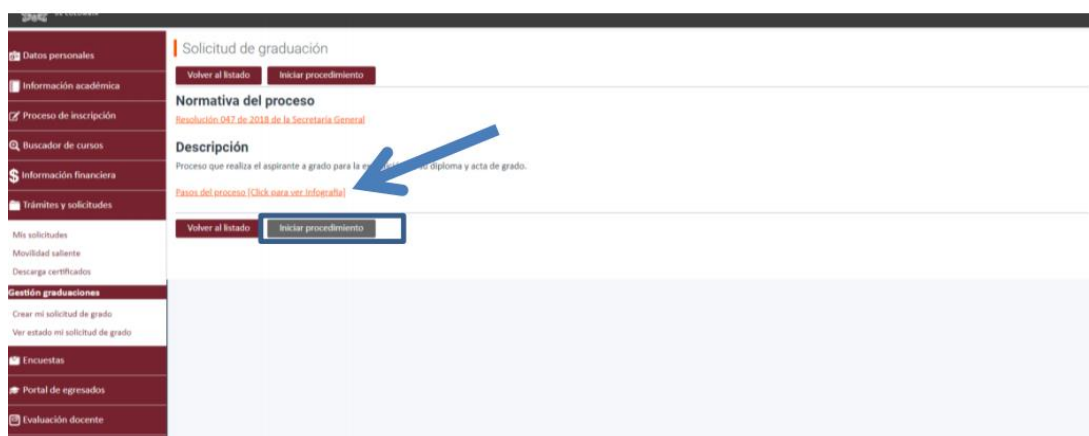 Datos personales
Información académica
Proceso de inscripción
Buscador de cursos
Información financiera
Trámites y solicitudes
Mis solicitudes
Movilidad saliente
Descarga certificados
Gestión graduaciones
Crear mi solicitud de grado
Ver estado mi solicitud de grado
Encuestas
Portal de egresados
Evaluación docente
Solicitud de graduación
Volver al listado Iniciar procedimiento
Normativa del proceso
Resolución 047 de 2018 de la Secretaría General
Descripción
Proceso que realiza el aspirante a grado para la diploma y acta de grado.
Pasos del proceso [Click para ver Infografía]
Volver al listado Iniciar procedimiento